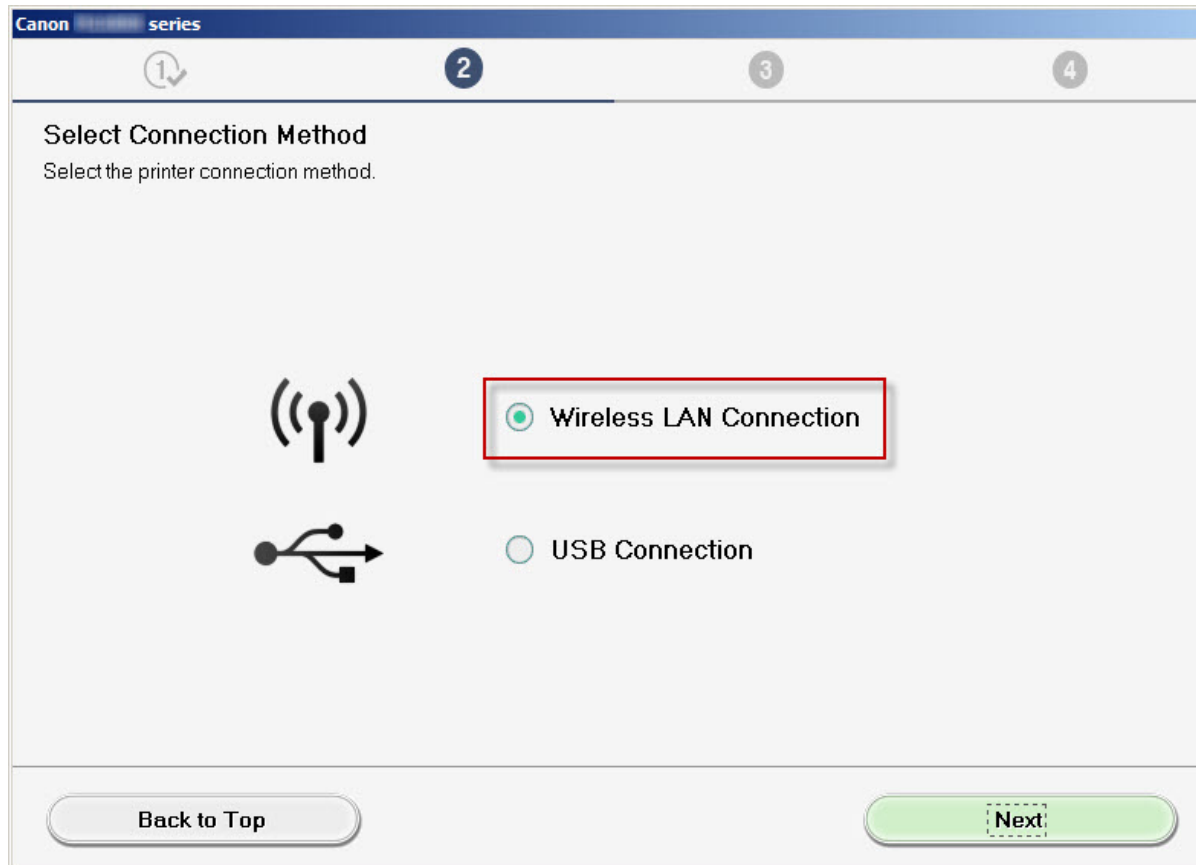 Canon series
1 2 3 4
Select Connection Method
Select the printer connection method.
Wireless LAN Connection
USB Connection
Back to Top Next